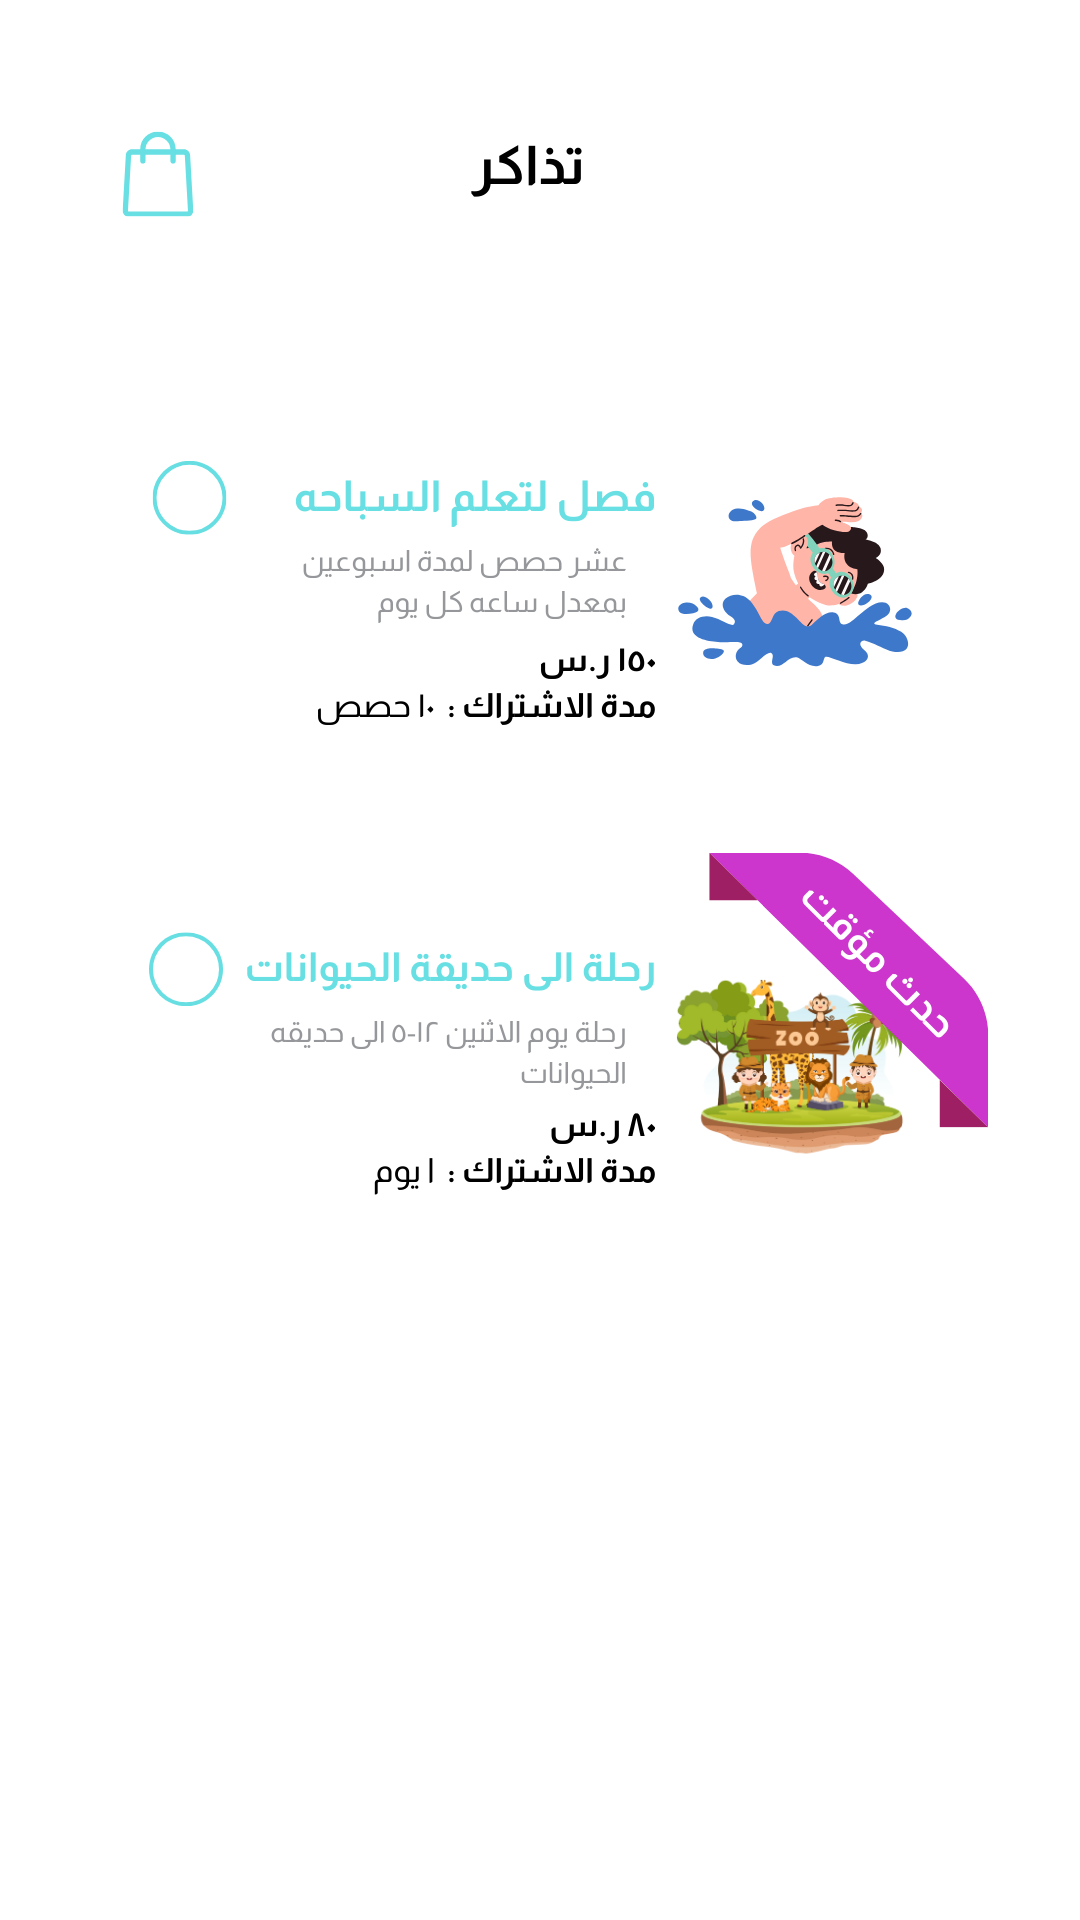 تذاكر
فصل لتعلم السباحه
عشر حصص لمدة اسبوعين
بمعدل ساعه كل يوم
١٥٠ ر.س
مدة الاشتراك : ١٠ حصص
حدث مؤقت
رحلة الى حديقة الحيوانات
رحلة يوم الاثنين ١٢-٥ الى حديقه
الحيوانات
ZOO
٨٠ ر.س
مدة الاشتراك : ١ يوم